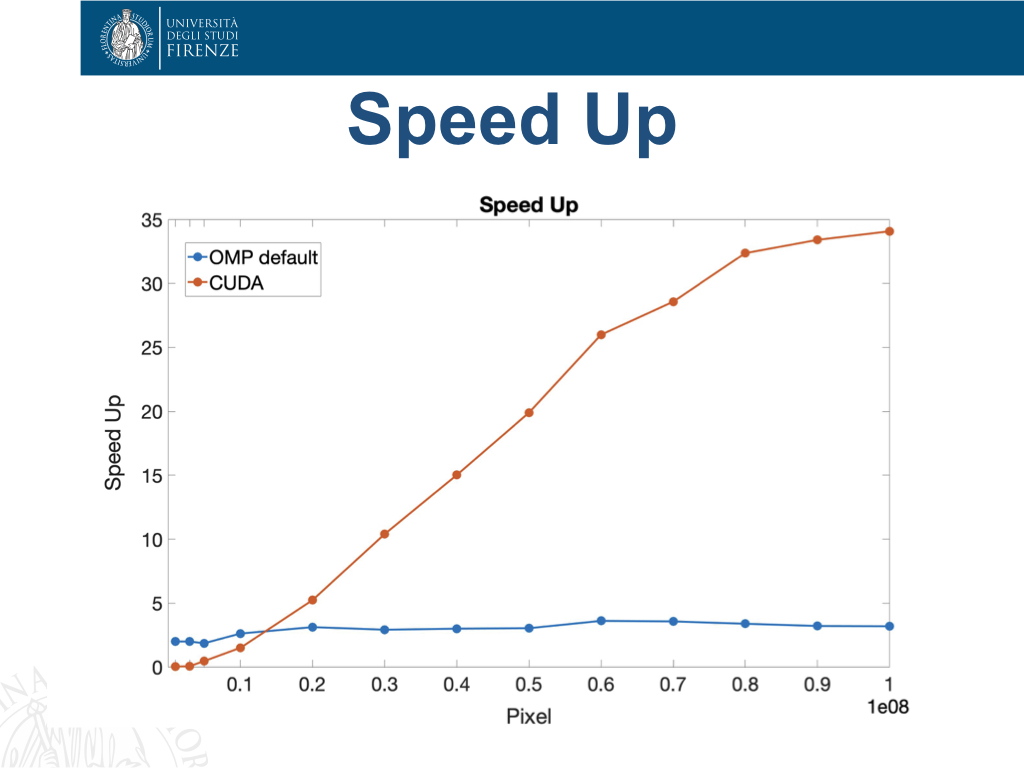 UNIVERSITÀ
DEGLI STUDI
FIRENZE
Speed Up
Speed Up
35
30
25
20
15
10
5
0
OMP default
CUDA
Speed Up
0.1 0.2 0.3 0.4 0.5 0.6 0.7 0.8 0.9 1
1e08
Pixel